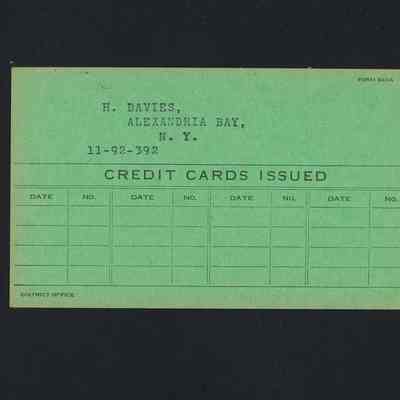 H. DAVIES,
ALEXANDRIA BAY,
N. Y.
11-92-392
CREDIT CARDS ISSUED
DATE NO. DATE NO. DATE NO. DATE NO.
DISTRICT OFFICE